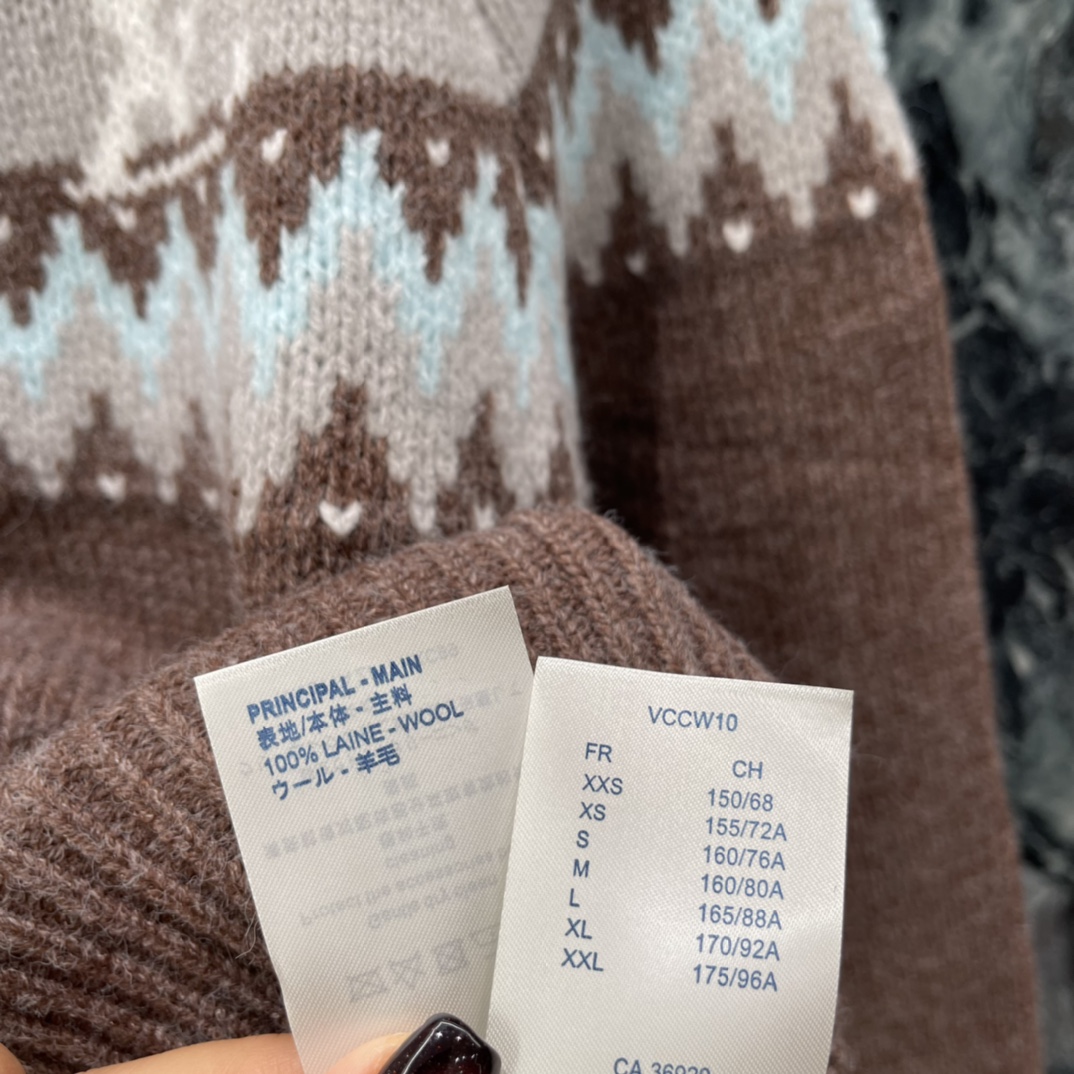 PRINCIPAL - MAIN
表地/本体 - 主料
100% LAINE - WOOL
ウール - 羊毛
VCCW10
FR CH
XXS 150/68
XS 155/72A
S 160/76A
M 160/80A
L 165/88A
XL 170/92A
XXL 175/96A